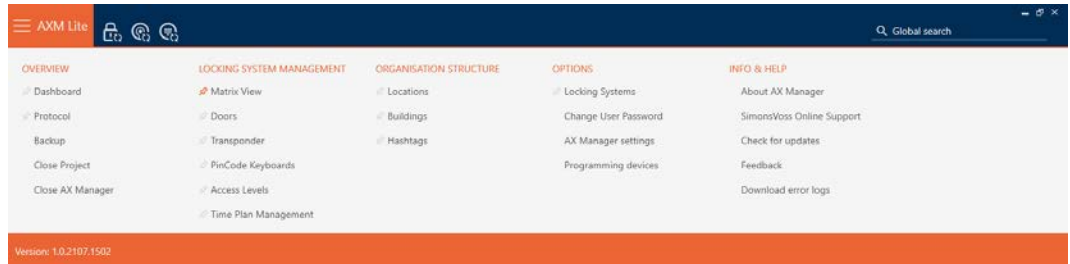 AXM Lite
Global search
OVERVIEW
Dashboard
Protocol
Backup
Close Project
Close AX Manager
LOCKING SYSTEM MANAGEMENT
Matrix View
Doors
Transponder
PinCode Keyboards
Access Levels
Time Plan Management
ORGANISATION STRUCTURE
Locations
Buildings
Hashtags
OPTIONS
Locking Systems
Change User Password
AX Manager settings
Programming devices
INFO & HELP
About AX Manager
SimonsVoss Online Support
Check for updates
Feedback
Download error logs
Version: 1.0.2107.1502